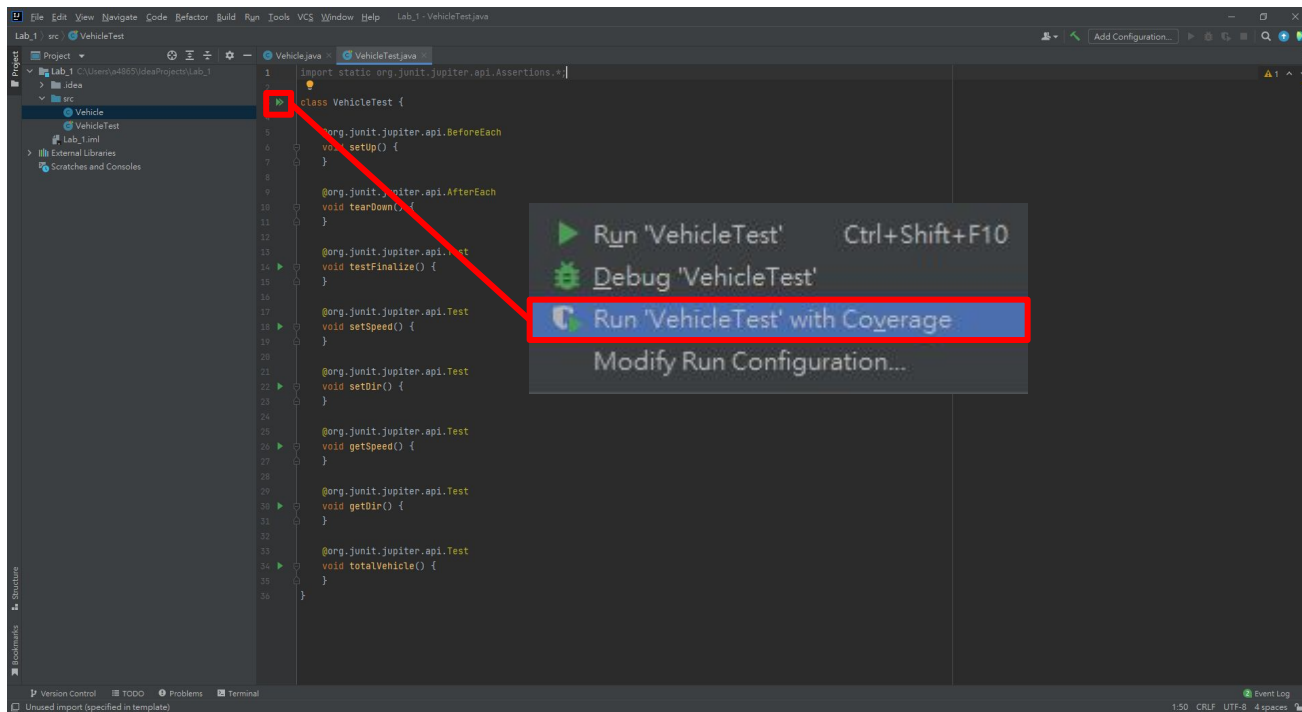 File Edit View Navigate Code Refactor Build Run Tools VCS Window Help Lab_1 - VehicleTest.java
Lab_1 src VehicleTest
Add Configuration...
Project
Vehicle.java
VehicleTest.java
Project
Lab_1 C:\Users\a4865\IdeaProjects\Lab_1
.idea
src
Vehicle
VehicleTest
Lab_1.iml
External Libraries
Scratches and Consoles
1 import static org.junit.jupiter.api.Assertions.*;
1
2
class VehicleTest {
4
5 @org.junit.jupiter.api.BeforeEach
6 void setUp() {
7 }
8
9 @org.junit.jupiter.api.AfterEach
10 void tearDown() {
11 }
12
13 @org.junit.jupiter.api.Test
14 void testFinalize() {
15 }
16
17 @org.junit.jupiter.api.Test
18 void setSpeed() {
19 }
20
21 @org.junit.jupiter.api.Test
22 void setDir() {
23 }
24
25 @org.junit.jupiter.api.Test
26 void getSpeed() {
27 }
28
29 @org.junit.jupiter.api.Test
30 void getDir() {
31 }
32
33 @org.junit.jupiter.api.Test
34 void totalVehicle() {
35 }
36 }
Run 'VehicleTest' Ctrl+Shift+F10
Debug 'VehicleTest'
Run 'VehicleTest' with Coverage
Modify Run Configuration...
Structure
Bookmarks
Version Control TODO Problems Terminal
2 Event Log
Unused import (specified in template)
1:50 CRLF UTF-8 4 spaces